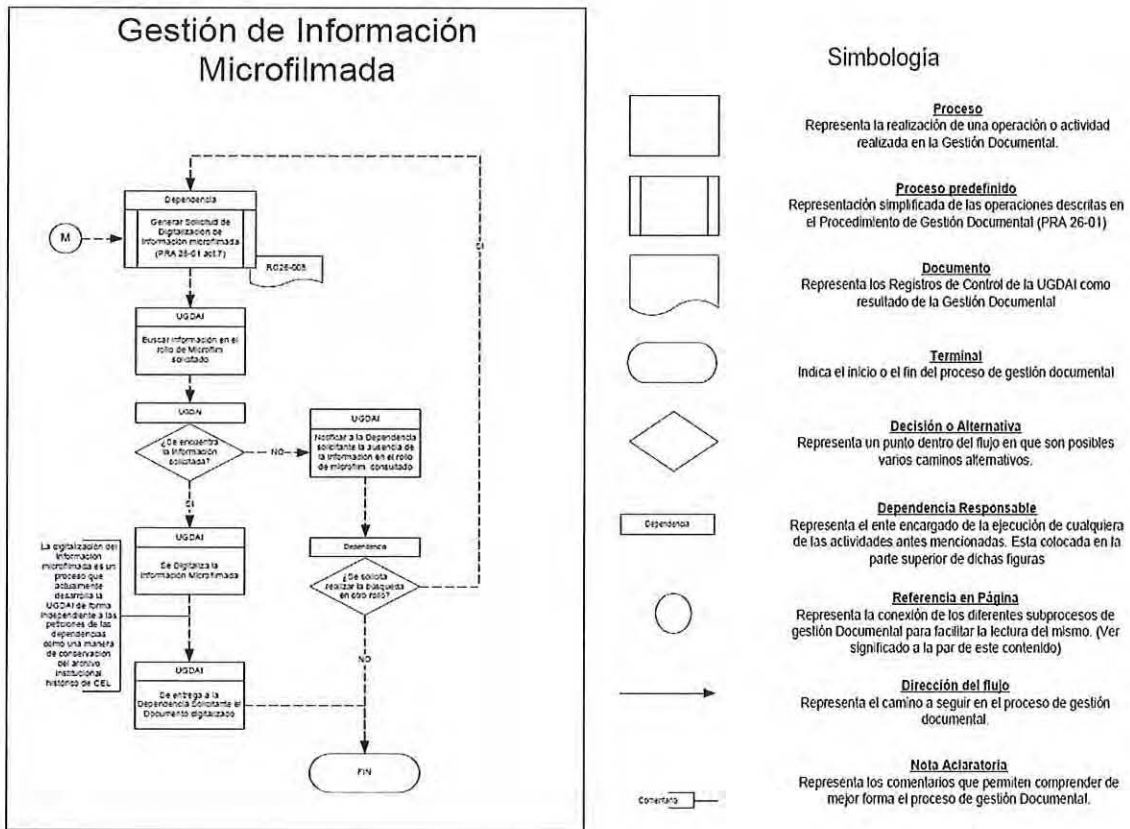 Gestión de Información
Microfilmada
Dependencia
Generar Solicitud de
Digitalización de
Información microfilmada
(PRA 26-01 act.7)
M
RC26-005
SI
UGDAI
Buscar Información en el
rollo de Microfilm
solicitado
UGDAI
¿Se encuentra
la Información
solicitada?
NO
UGDAI
Notificar a la Dependencia
solicitante la ausencia de
la Información en el rollo
de microfilm consultado
SI
UGDAI
Se Digitaliza la
Información Microfilmada
Dependencia
¿Se solicita
realizar la búsqueda
en otro rollo?
La digitalización del
Información
microfilmada es un
proceso que
actualmente
desarrolla la
UGDAI de forma
independiente a las
peticiones de las
dependencias
como una manera
de conservación
del archivo
institucional
histórico de CEL
NO
UGDAI
Se entrega a la
Dependencia Solicitante el
Documento digitalizado
FIN
Simbología
Proceso
Representa la realización de una operación o actividad
realizada en la Gestión Documental.
Proceso predefinido
Representación simplificada de las operaciones descritas en
el Procedimiento de Gestión Documental (PRA 26-01)
Documento
Representa los Registros de Control de la UGDAI como
resultado de la Gestión Documental
Terminal
Indica el inicio o el fin del proceso de gestión documental
Decisión o Alternativa
Representa un punto dentro del flujo en que son posibles
varios caminos alternativos.
Dependencia
Dependencia Responsable
Representa el ente encargado de la ejecución de cualquiera
de las actividades antes mencionadas. Esta colocada en la
parte superior de dichas figuras
Referencia en Página
Representa la conexión de los diferentes subprocesos de
gestión Documental para facilitar la lectura del mismo. (Ver
significado a la par de este contenido)
Dirección del flujo
Representa el camino a seguir en el proceso de gestión
documental.
Comentario
Nota Aclaratoria
Representa los comentarios que permiten comprender de
mejor forma el proceso de gestión Documental.